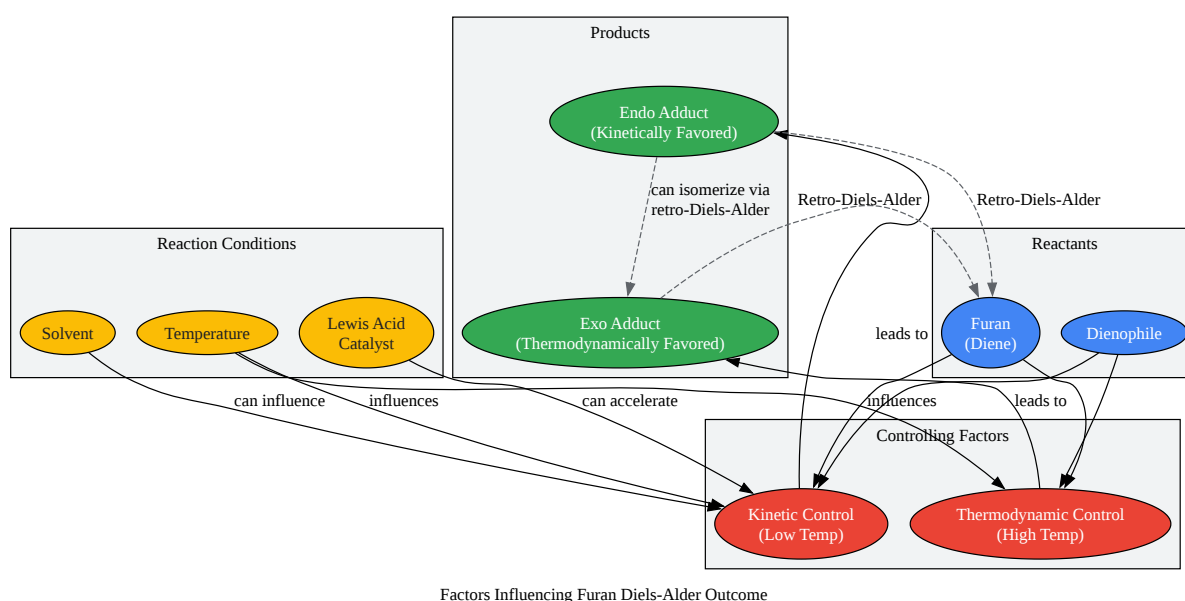 Products
Endo Adduct
(Kinetically Favored)
can isomerize via
retro-Diels-Alder
Retro-Diels-Alder
Retro-Diels-Alder
Reaction Conditions
Reactants
Solvent
Temperature
Lewis Acid
Catalyst
Exo Adduct
(Thermodynamically Favored)
leads to
Furan
(Diene)
Dienophile
can influence
influences
can accelerate
influences
leads to
Controlling Factors
Kinetic Control
(Low Temp)
Thermodynamic Control
(High Temp)
Factors Influencing Furan Diels-Alder Outcome